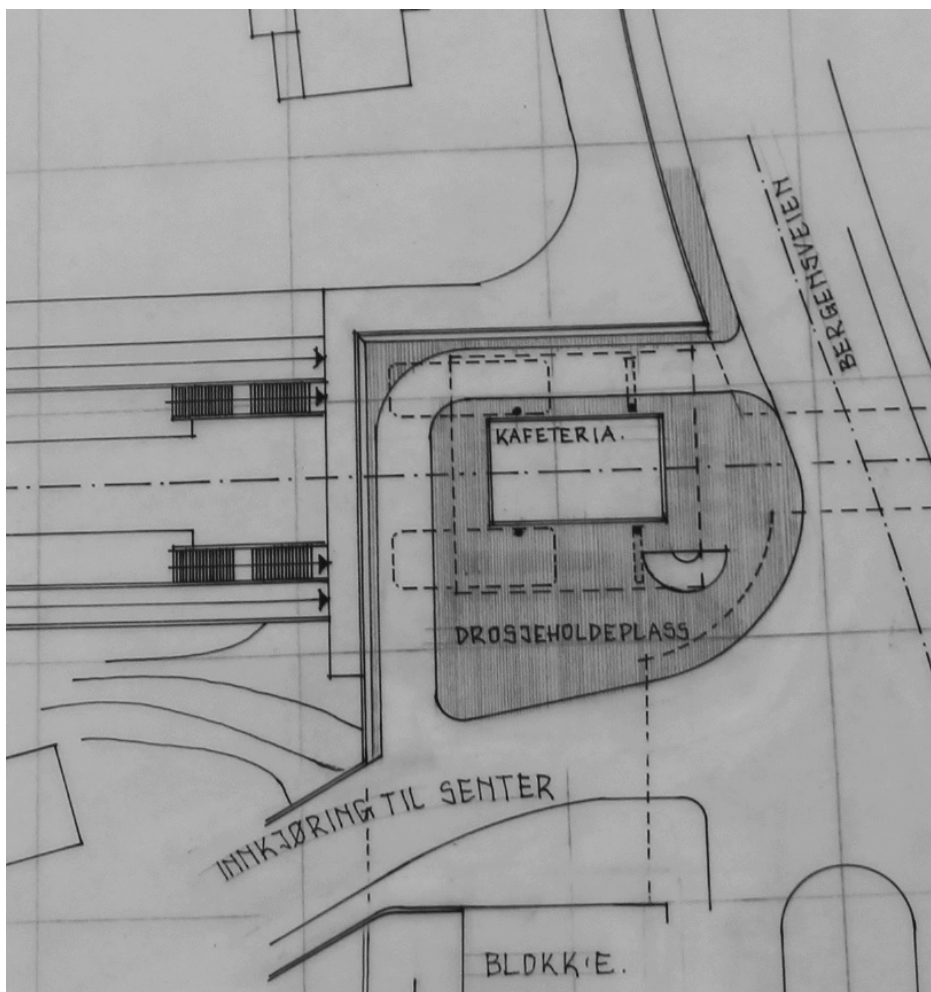 BERGENSVEIEN
KAFETERIA.
DROSJEHOLDEPLASS
INNKJØRING TIL SENTER
BLOKK·E.